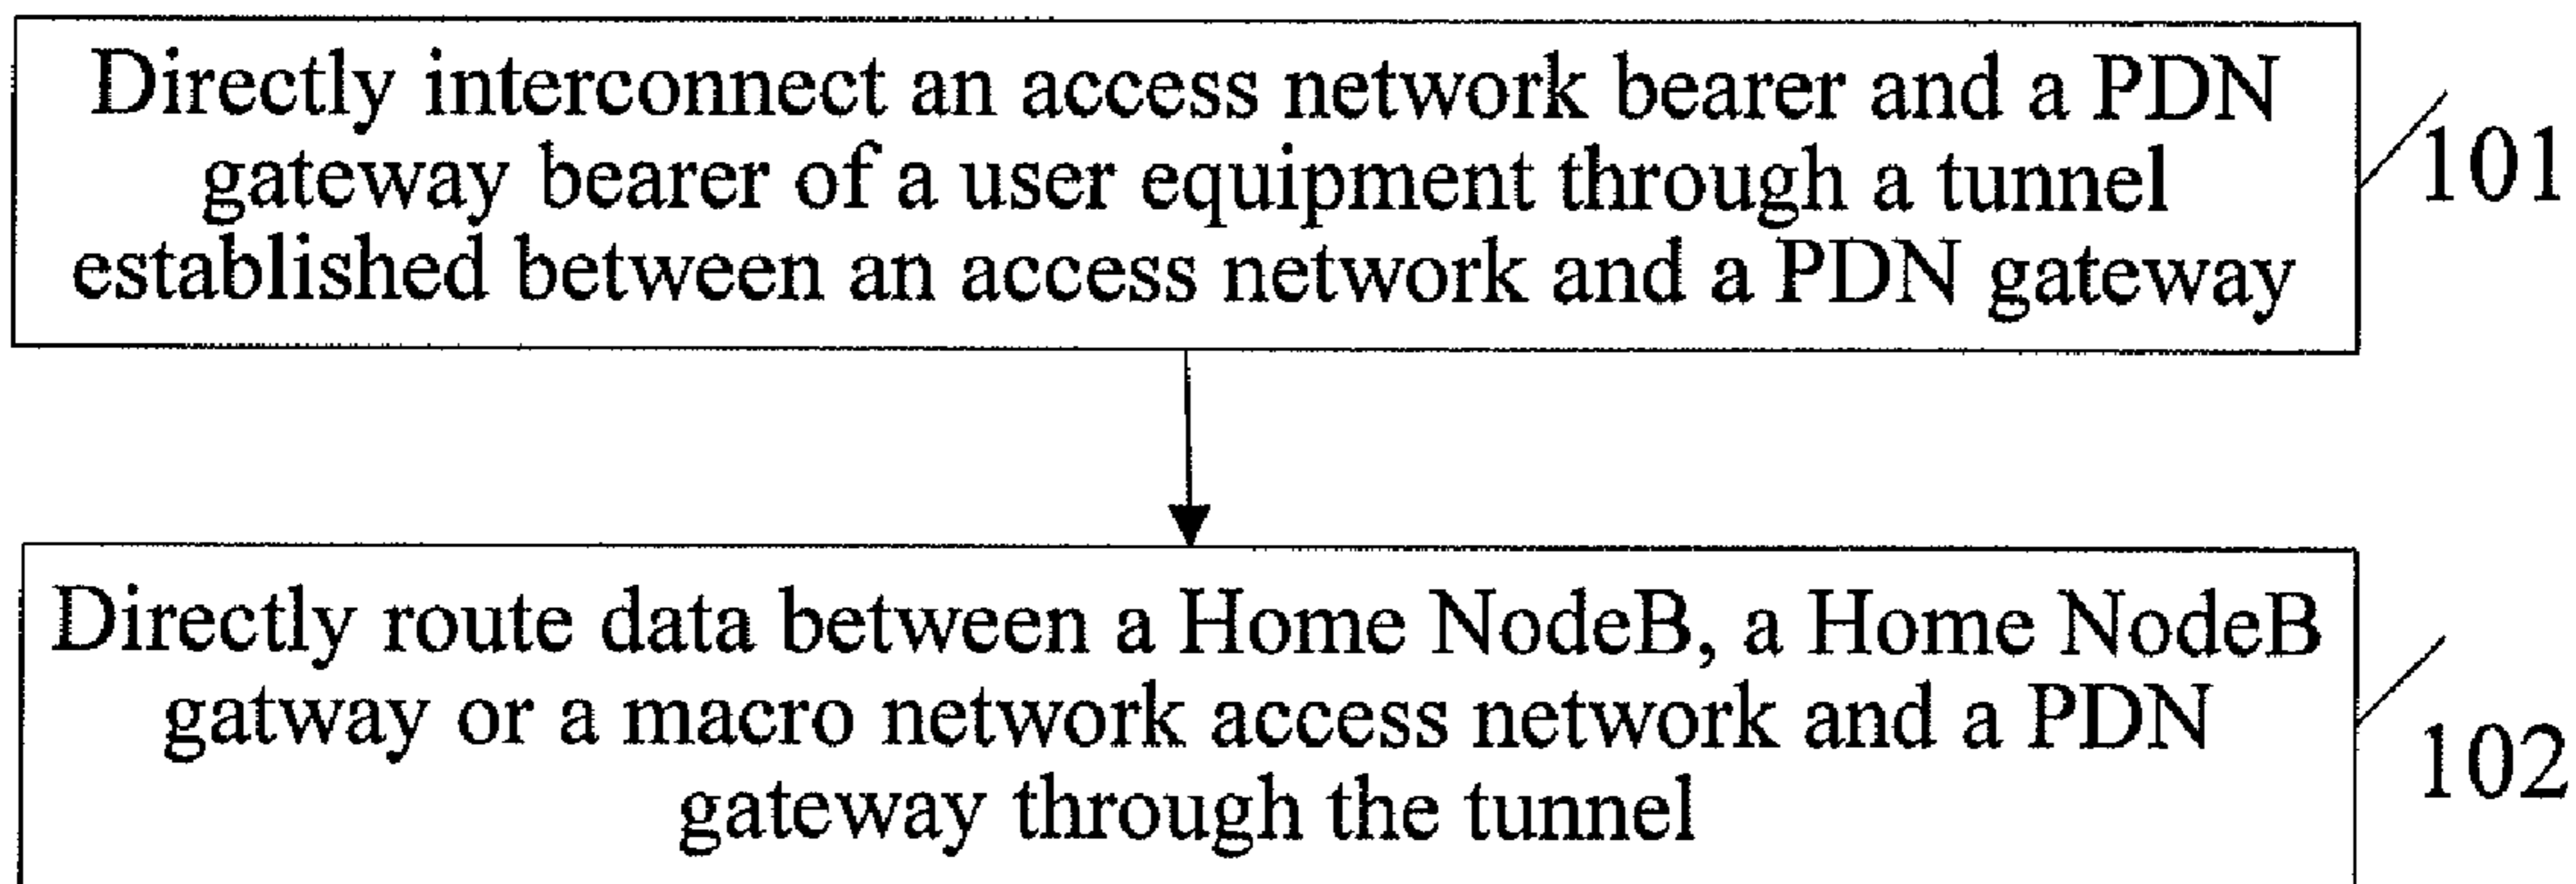 Directly interconnect an access network bearer and a PDN
gateway bearer of a user equipment through a tunnel
established between an access network and a PDN gateway
101
Directly route data between a Home NodeB, a Home NodeB
gatway or a macro network access network and a PDN
gateway through the tunnel
102